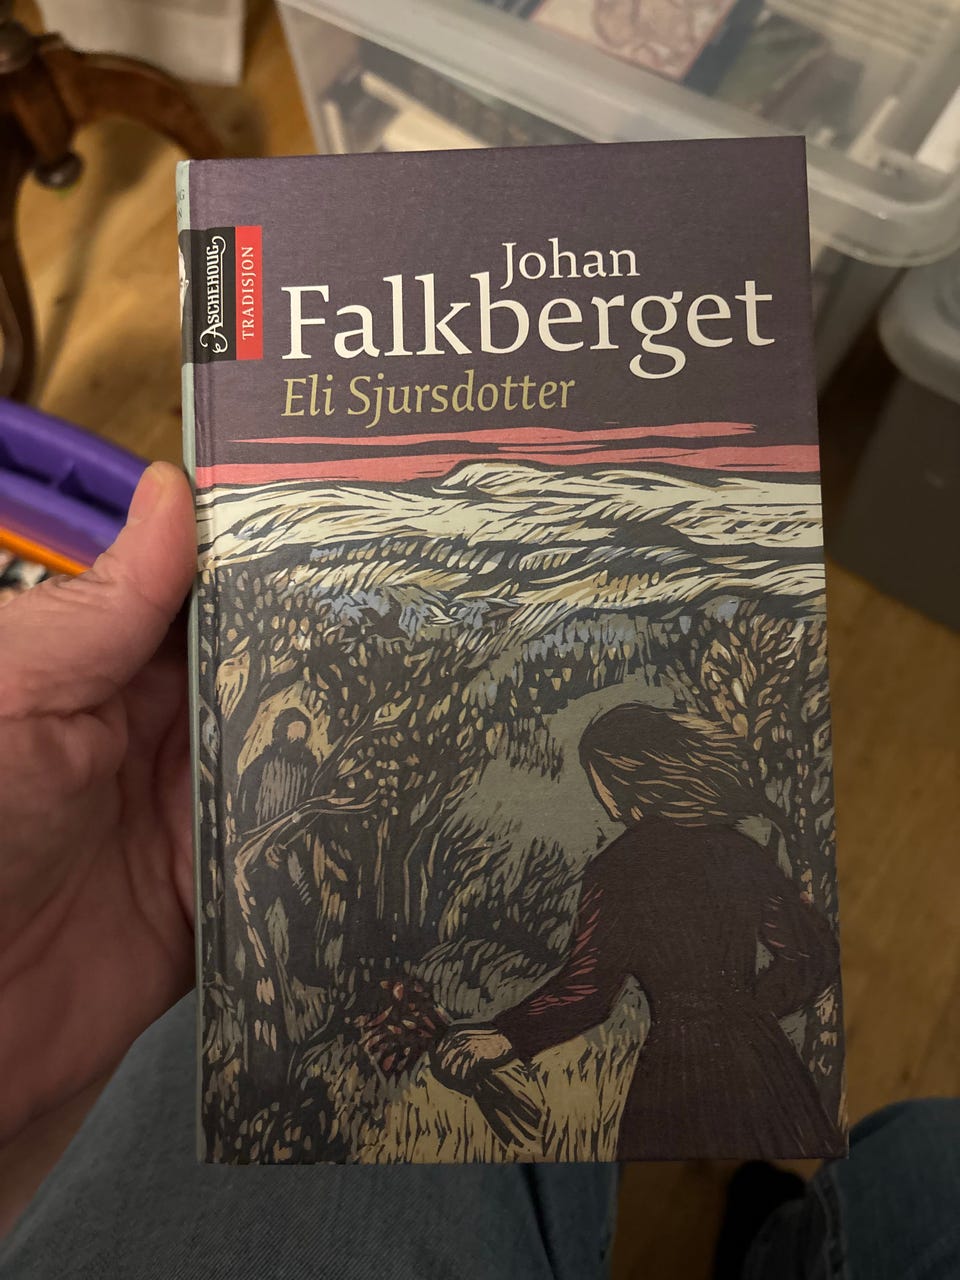 Johan
Falkberget
Eli Sjursdotter
ASCHEHOUG
TRADISJON